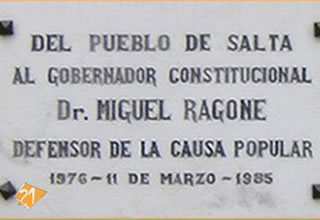 DEL PUEBLO DE SALTA
AL GOBERNADOR CONSTITUCIONAL
Dr. MIGUEL RAGONE
DEFENSOR DE LA CAUSA POPULAR
1976-11 DE MARZO-1985
21